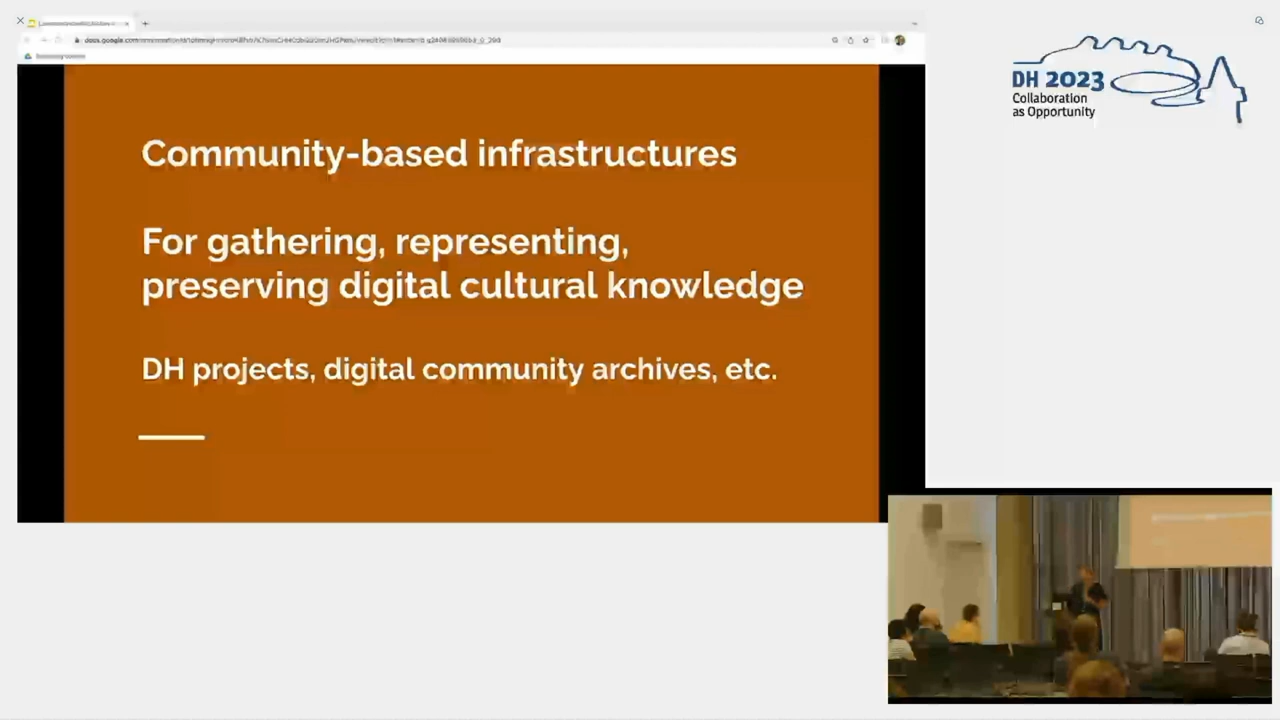 Community-based infrastructures
For gathering, representing,
preserving digital cultural knowledge
DH projects, digital community archives, etc.
DH 2023
Collaboration
as Opportunity